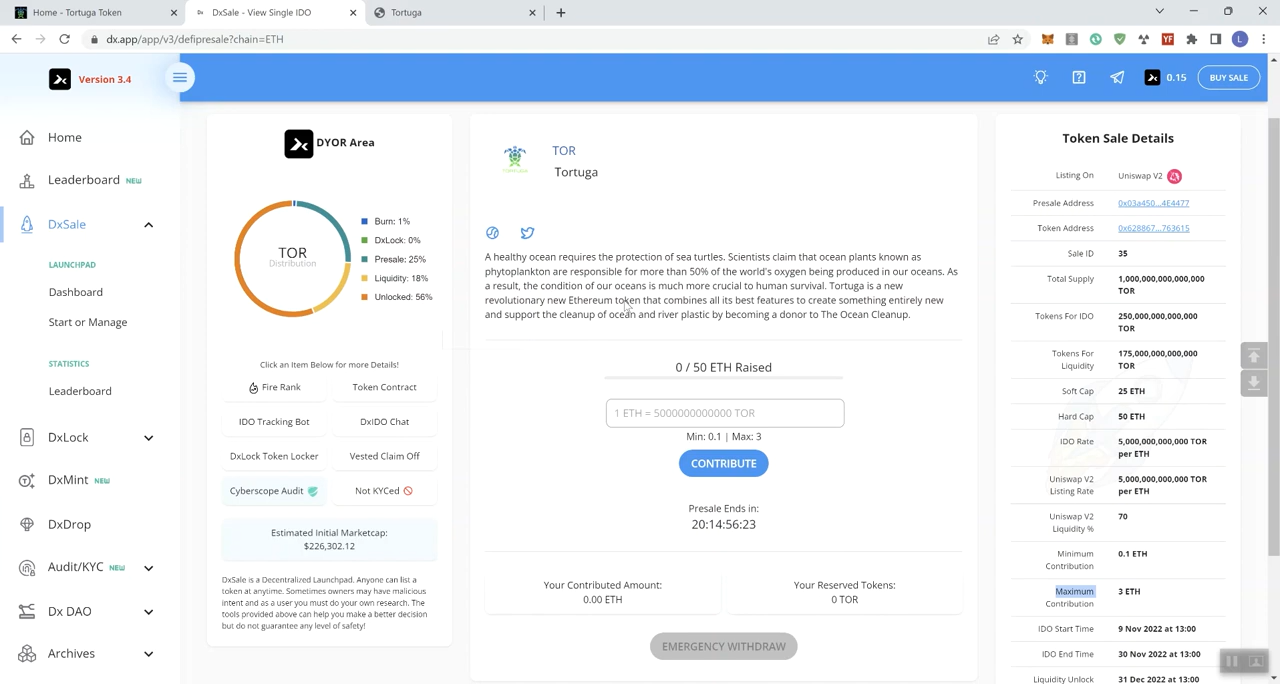 Home - Tortuga Token
DxSale - View Single IDO
Tortuga
dx.app/app/v3/defipresale?chain=ETH
YF
L
Version 3.4
0.15
BUY SALE
Home
Leaderboard NEW
DxSale
LAUNCHPAD
Dashboard
Start or Manage
STATISTICS
Leaderboard
DxLock
DxMint NEW
DxDrop
Audit/KYC NEW
Dx DAO
Archives
DYOR Area
TOR
Distribution
Burn: 1%
DxLock: 0%
Presale: 25%
Liquidity: 18%
Unlocked: 56%
Click an Item Below for more Details!
Fire Rank
Token Contract
IDO Tracking Bot
DxIDO Chat
DxLock Token Locker
Vested Claim Off
Cyberscope Audit
Not KYCed
Estimated Initial Marketcap:
$226,302.12
DxSale is a Decentralized Launchpad. Anyone can list a
token at anytime. Sometimes owners may have malicious
intent and as a user you must do your own research. The
tools provided above can help you make a better decision
but do not guarantee any level of safety!
TOR
Tortuga
A healthy ocean requires the protection of sea turtles. Scientists claim that ocean plants known as
phytoplankton are responsible for more than 50% of the world's oxygen being produced in our oceans. As
a result, the condition of our oceans is much more crucial to human survival. Tortuga is a new
revolutionary new Ethereum token that combines all its best features to create something entirely new
and support the cleanup of ocean and river plastic by becoming a donor to The Ocean Cleanup.
0 / 50 ETH Raised
1 ETH = 5000000000000 TOR
Min: 0.1 | Max: 3
CONTRIBUTE
Presale Ends in:
20:14:56:23
Your Contributed Amount:
0.00 ETH
Your Reserved Tokens:
0 TOR
EMERGENCY WITHDRAW
Token Sale Details
Listing On Uniswap V2
Presale Address 0x03a450...4E4477
Token Address 0x628867...763615
Sale ID 35
Total Supply 1,000,000,000,000,000
TOR
Tokens For IDO 250,000,000,000,000
TOR
Tokens For 175,000,000,000,000
Liquidity TOR
Soft Cap 25 ETH
Hard Cap 50 ETH
IDO Rate 5,000,000,000,000 TOR
per ETH
Uniswap V2 5,000,000,000,000 TOR
Listing Rate per ETH
Uniswap V2 70
Liquidity %
Minimum 0.1 ETH
Contribution
Maximum 3 ETH
Contribution
IDO Start Time 9 Nov 2022 at 13:00
IDO End Time 30 Nov 2022 at 13:00
Liquidity Unlock 31 Dec 2022 at 13:00